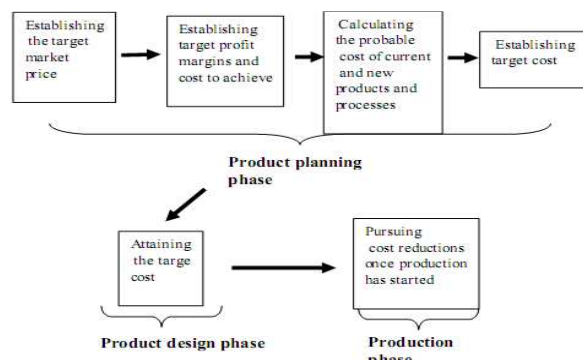 Establishing
the target
market
price
Establishing
target profit
margins and
cost to achieve
Calculating
the probable
cost of current
and new
products and
processes
Establishing
target cost
Product planning
phase
Attaining
the targe
cost
Pursuing
cost reductions
once production
has started
Product design phase
Production
phase